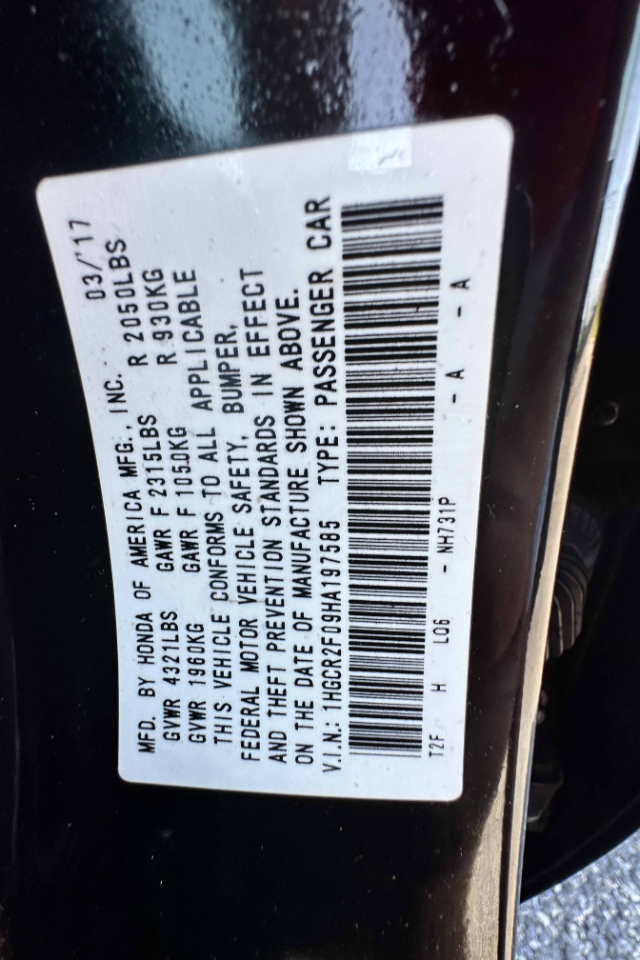 MFD. BY HONDA OF AMERICA MFG., INC. 03/'17
GVWR 4321LBS GAWR F 2315LBS R 2050LBS
GVWR 1960KG GAWR F 1050KG R 930KG
THIS VEHICLE CONFORMS TO ALL APPLICABLE
FEDERAL MOTOR VEHICLE SAFETY, BUMPER,
AND THEFT PREVENTION STANDARDS IN EFFECT
ON THE DATE OF MANUFACTURE SHOWN ABOVE.
V.I.N.: 1HGCR2F09HA197585 TYPE: PASSENGER CAR
T2F H LQ6 - NH731P - A - A